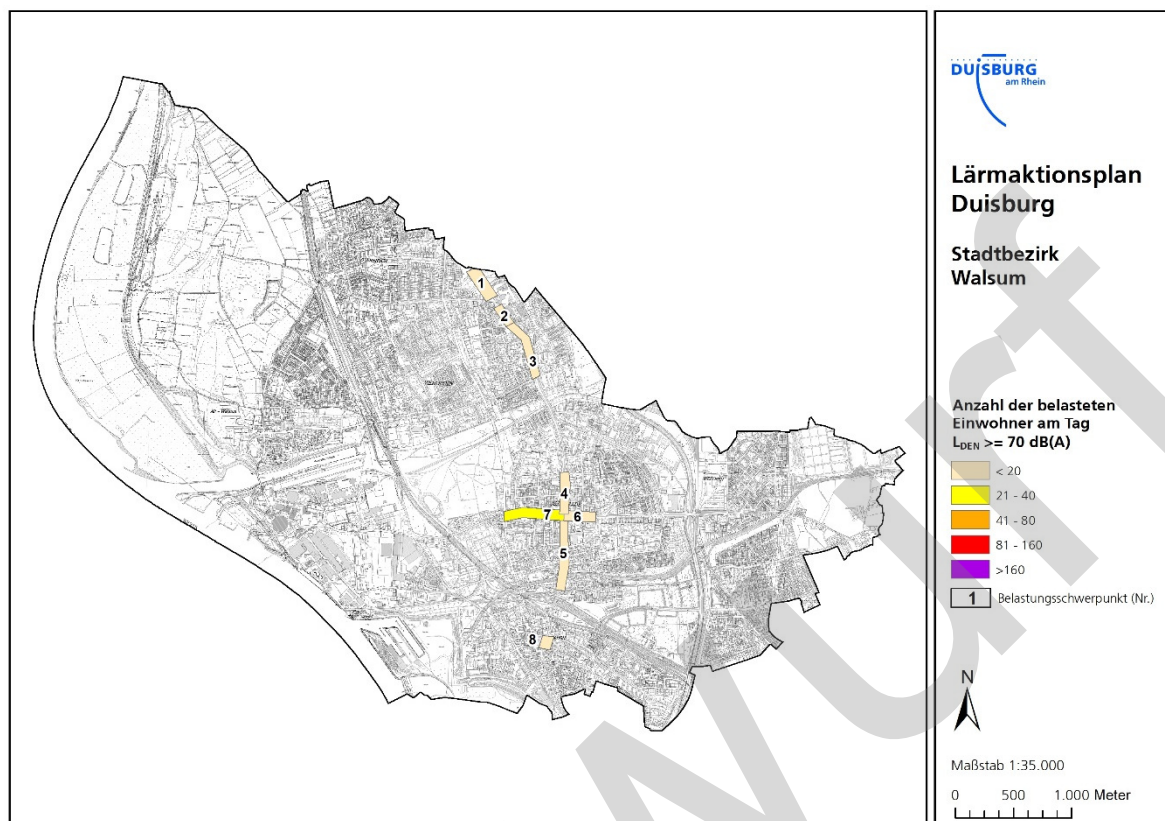 1
2
3
4
7
6
5
8
DUISBURG
am Rhein
Lärmaktionsplan
Duisburg
Stadtbezirk
Walsum
Anzahl der belasteten
Einwohner am Tag
LDEN >= 70 dB(A)
< 20
21 - 40
41 - 80
81 - 160
>160
1 Belastungsschwerpunkt (Nr.)
N
Maßstab 1:35.000
0 500 1.000 Meter